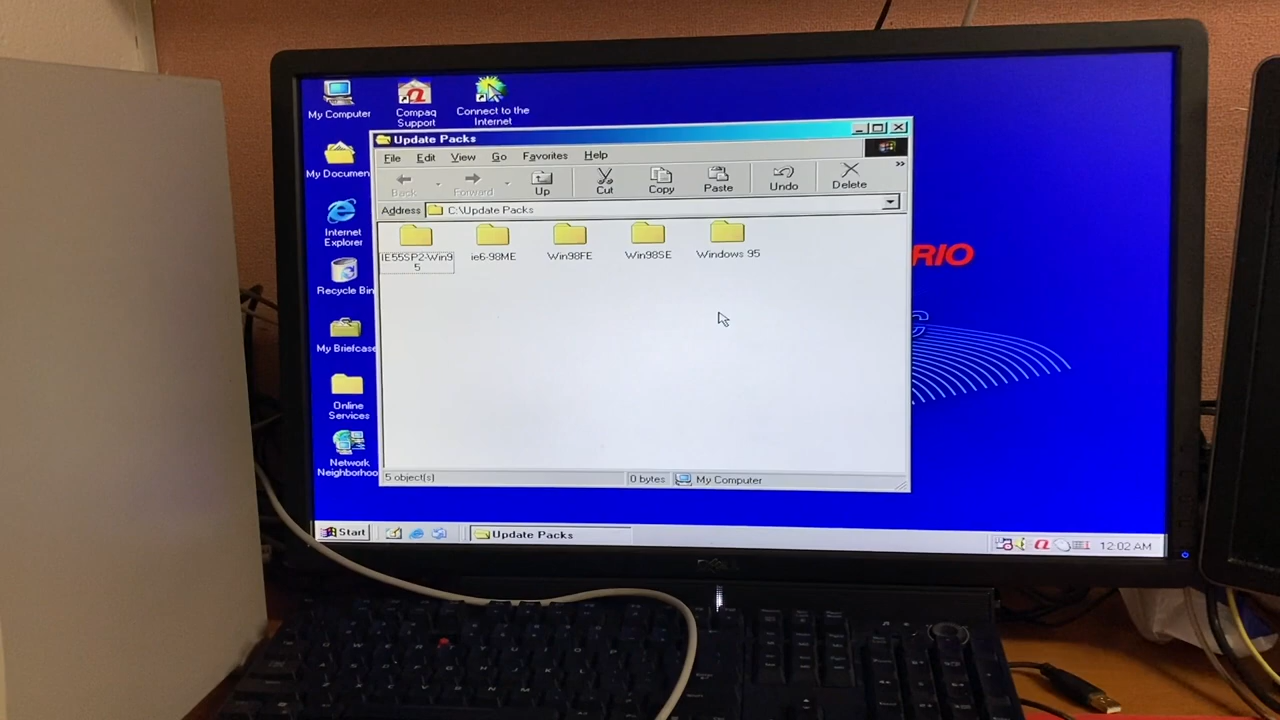 My Computer
Compaq
Support
Connect to the
Internet
My Documen
Internet
Explorer
Recycle Bin
My Briefcase
Online
Services
Network
Neighborhoo
Update Packs
File Edit View Go Favorites Help
Back Forward Up Cut Copy Paste Undo Delete
»
Address C:\Update Packs
IE55SP2-Win9
5
ie6-98ME
Win98FE
Win98SE
Windows 95
5 object(s) 0 bytes My Computer
RIO
Start Update Packs 12:02 AM
DELL